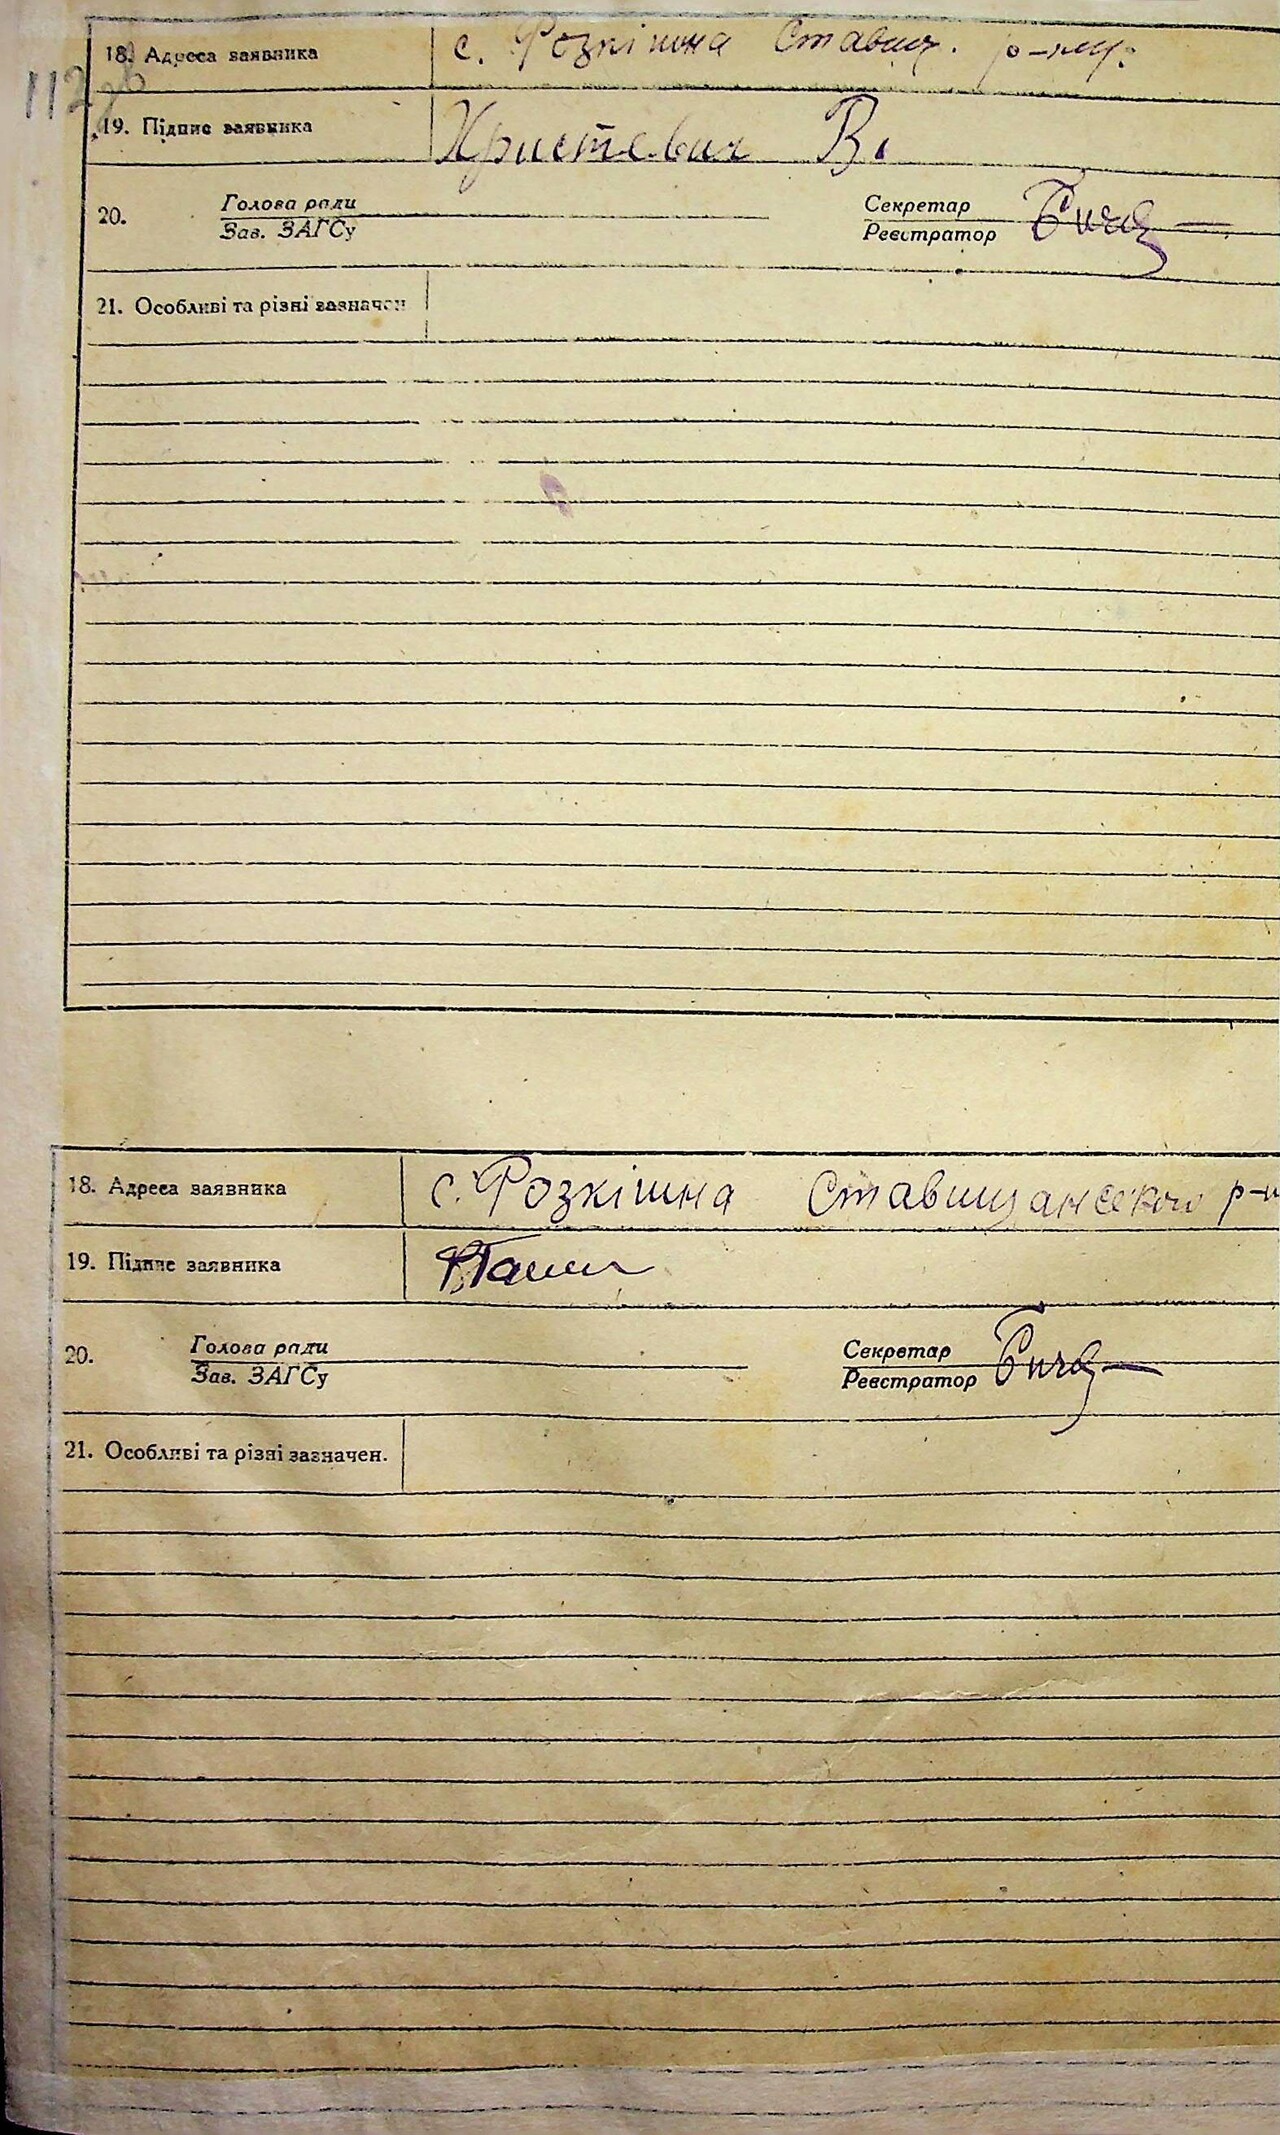 112 зв
18. Адреса заявника с. Розкішна Ставищ. р-ну.
19. Підпис заявника Христевич В.
20. Голова ради Секретар
Зав. ЗАГСу Реєстратор
21. Особливі та різні зазначен
18. Адреса заявника с. Розкішна Ставищанського р-н
19. Підпис заявника
20. Голова ради Секретар
Зав. ЗАГСу Реєстратор
21. Особливі та різні зазначен.